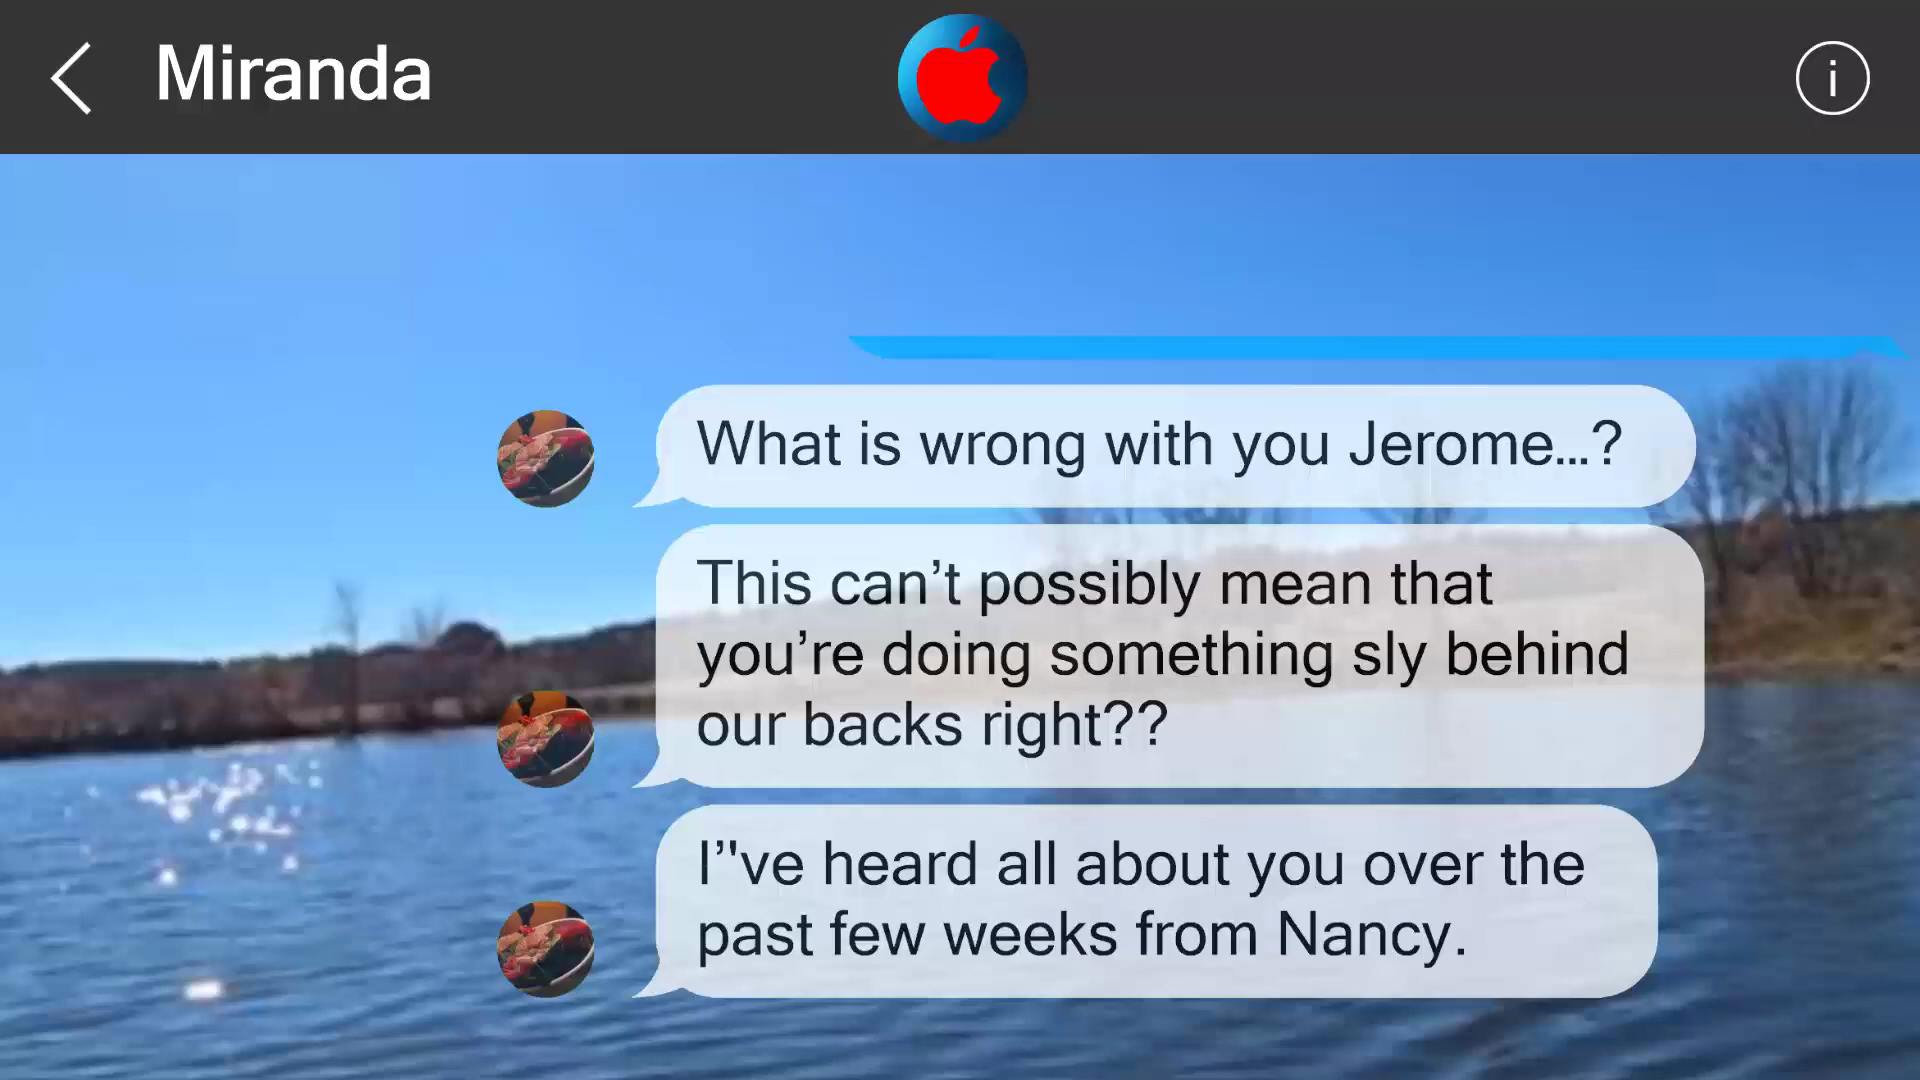 Miranda
i
What is wrong with you Jerome...?
This can’t possibly mean that
you’re doing something sly behind
our backs right??
I’'ve heard all about you over the
past few weeks from Nancy.